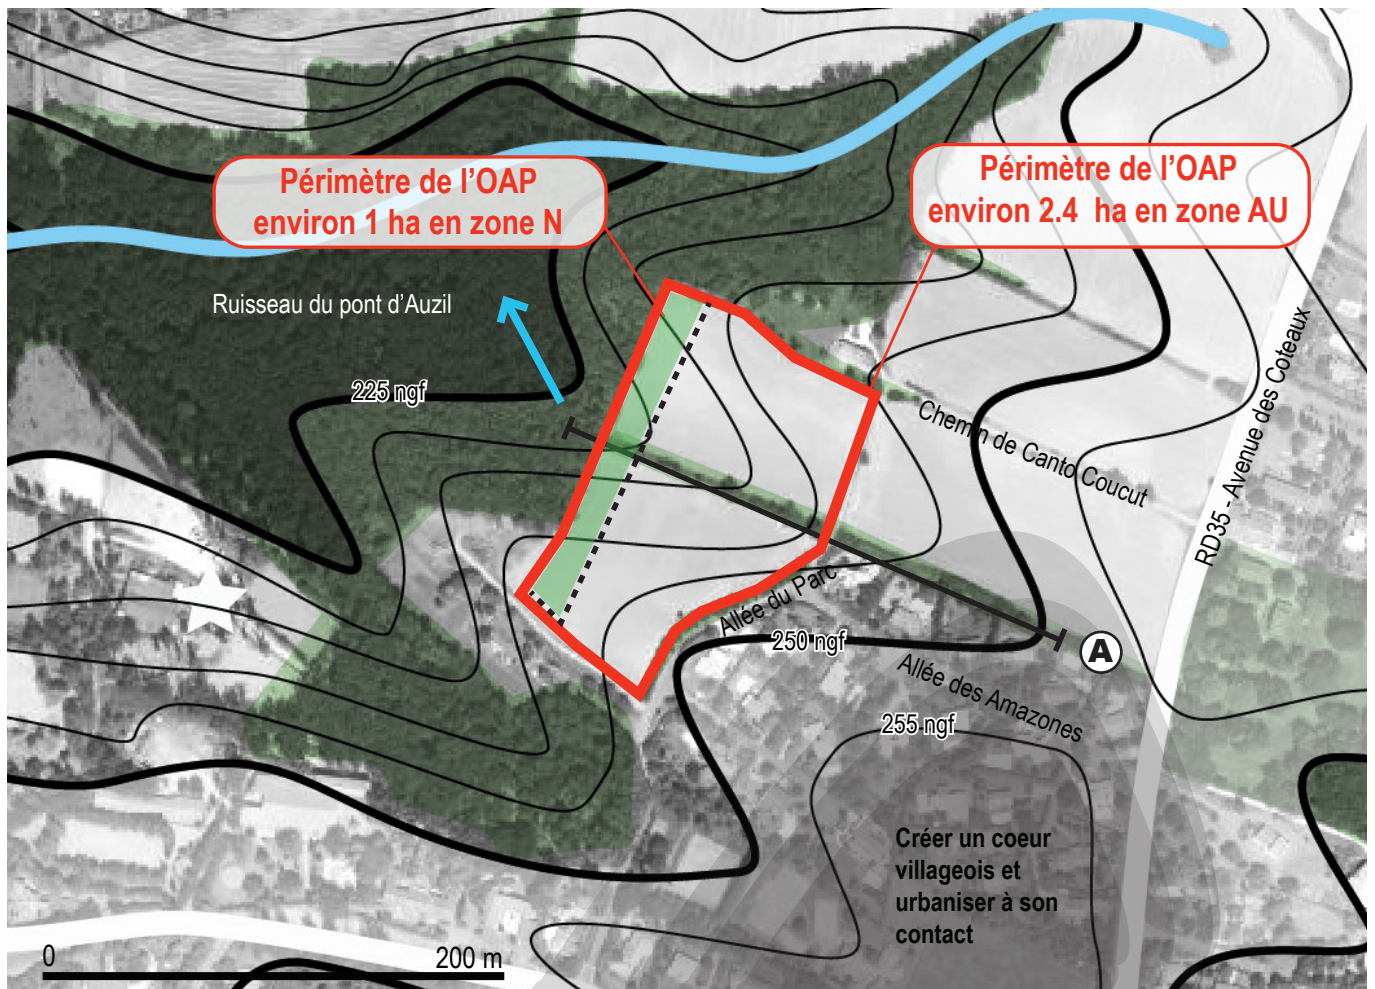 Périmètre de l'OAP
environ 1 ha en zone N
Périmètre de l'OAP
environ 2.4 ha en zone AU
Ruisseau du pont d'Auzil
225 ngf
Chemin de Canto Coucut
RD35 - Avenue des Coteaux
Allée du Parc
250 ngf
A
Allée des Amazones
255 ngf
Créer un coeur
villageois et
urbaniser à son
contact
0
200 m